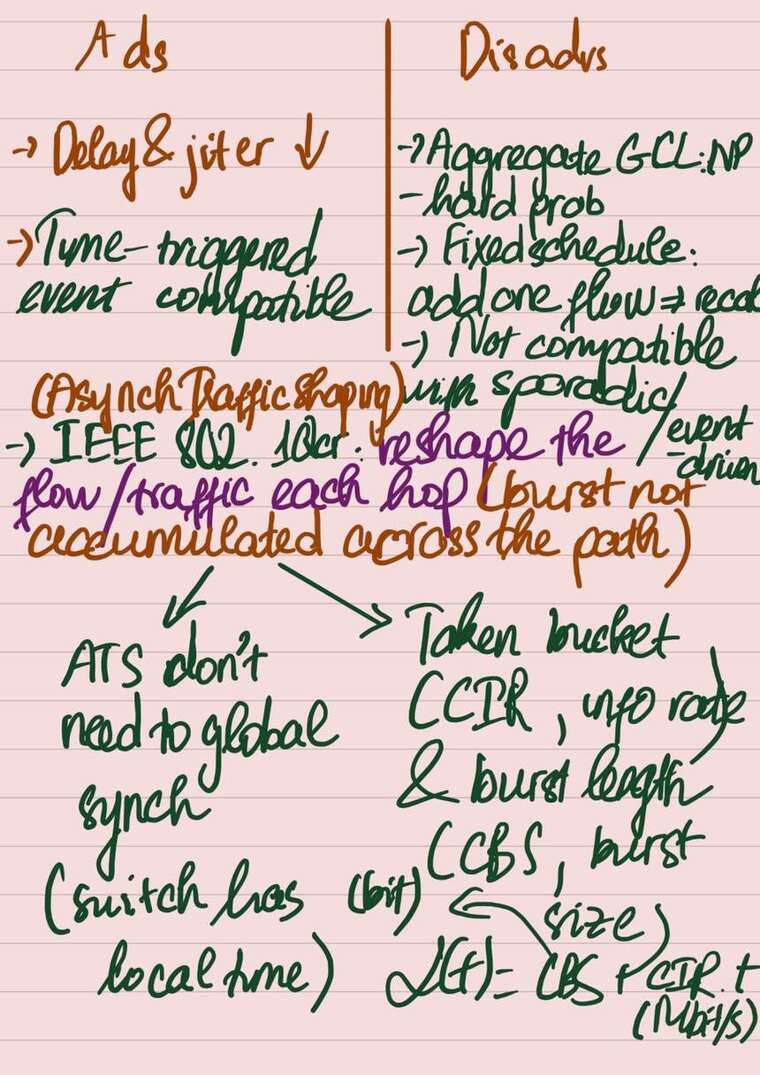 Ads
→ Delay & jiter ↓
→ Time-triggered
event compatible
Disadvs
→ Aggregate GCL: NP
-hard prob
→ Fixed schedule:
add one flow ⇒ recal
→ Not compatible
with sporadic/
event
-driven
(Asynch Traffic Shaping)
→ IEEE 802.1Qcr: reshape the
flow/traffic each hop (burst not
accumulated across the path)
ATS don't
need to global
synch
(switch has
local time)
Token bucket
(CIR, info rate)
& burst length
(CBS, burst
size)
(bit)
α(t) = CBS + CIR.t
(Mbit/s)